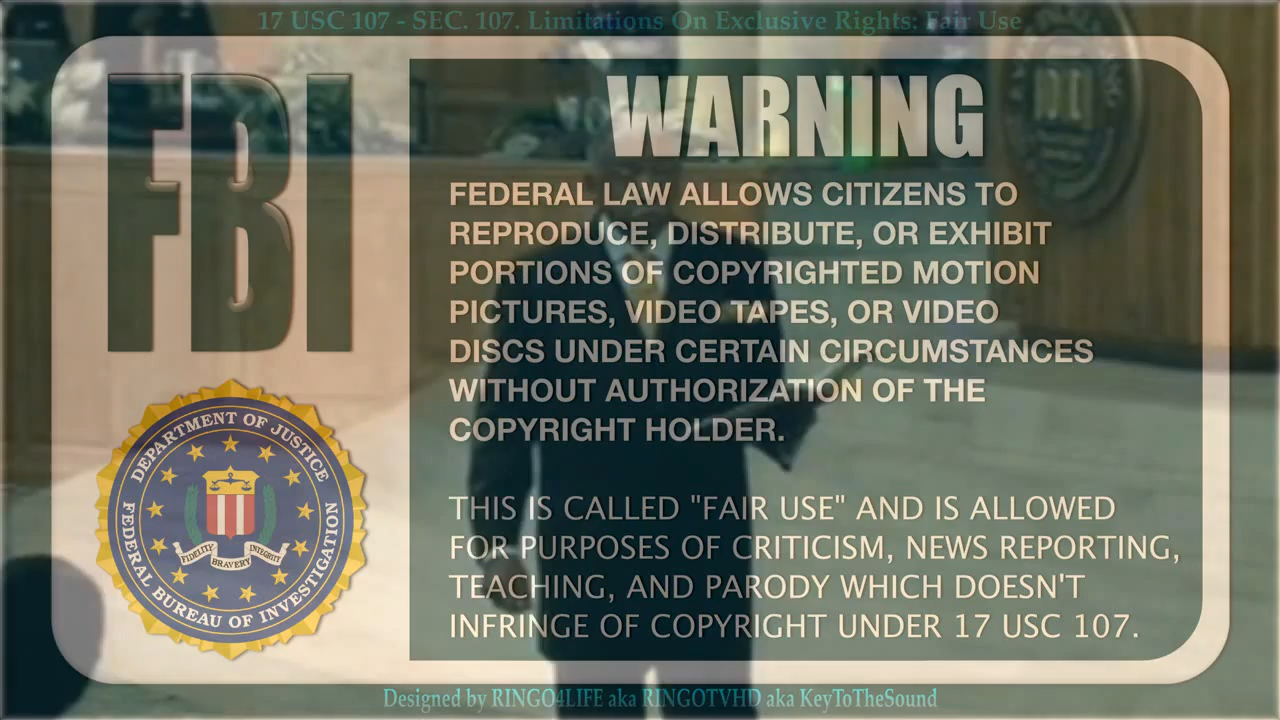 17 USC 107 - SEC. 107. Limitations On Exclusive Rights: Fair Use
FBI
WARNING
FEDERAL LAW ALLOWS CITIZENS TO
REPRODUCE, DISTRIBUTE, OR EXHIBIT
PORTIONS OF COPYRIGHTED MOTION
PICTURES, VIDEO TAPES, OR VIDEO
DISCS UNDER CERTAIN CIRCUMSTANCES
WITHOUT AUTHORIZATION OF THE
COPYRIGHT HOLDER.
THIS IS CALLED "FAIR USE" AND IS ALLOWED
FOR PURPOSES OF CRITICISM, NEWS REPORTING,
TEACHING, AND PARODY WHICH DOESN'T
INFRINGE OF COPYRIGHT UNDER 17 USC 107.
DEPARTMENT OF JUSTICE
FIDELITY BRAVERY INTEGRITY
FEDERAL BUREAU OF INVESTIGATION
Designed by RINGO4LIFE aka RINGOTVHD aka KeyToTheSound